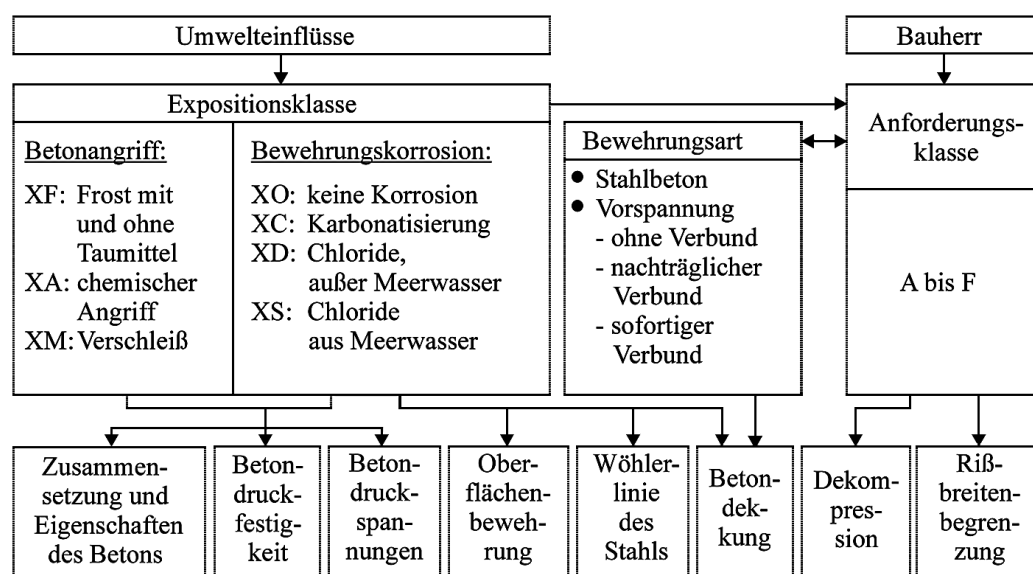 Umwelteinflüsse
Bauherr
Expositionsklasse
Betonangriff:
XF: Frost mit
und ohne
Taumittel
XA: chemischer
Angriff
XM: Verschleiß
Bewehrungskorrosion:
XO: keine Korrosion
XC: Karbonatisierung
XD: Chloride,
außer Meerwasser
XS: Chloride
aus Meerwasser
Bewehrungsart
● Stahlbeton
● Vorspannung
- ohne Verbund
- nachträglicher
Verbund
- sofortiger
Verbund
Anforderungs-
klasse
A bis F
Zusammen-
setzung und
Eigenschaften
des Betons
Beton-
druck-
festig-
keit
Beton-
druck-
span-
nungen
Ober-
flächen-
bewech-
rung
Wöhler-
linie
des
Stahls
Beton-
dek-
kung
Dekom-
pres-
sion
Riß-
breiten-
begren-
zung